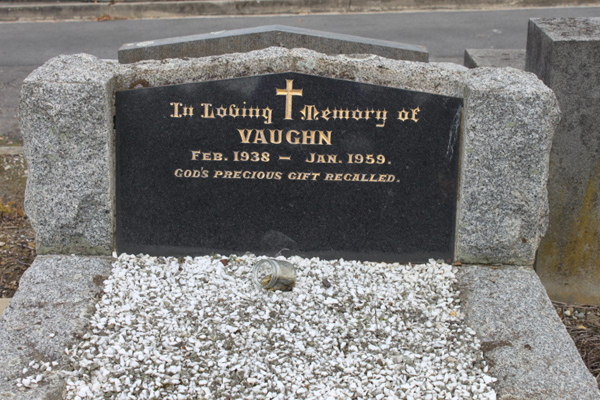 In Loving Memory of
VAUGHN
FEB. 1938 – JAN. 1959.
GOD'S PRECIOUS GIFT RECALLED.